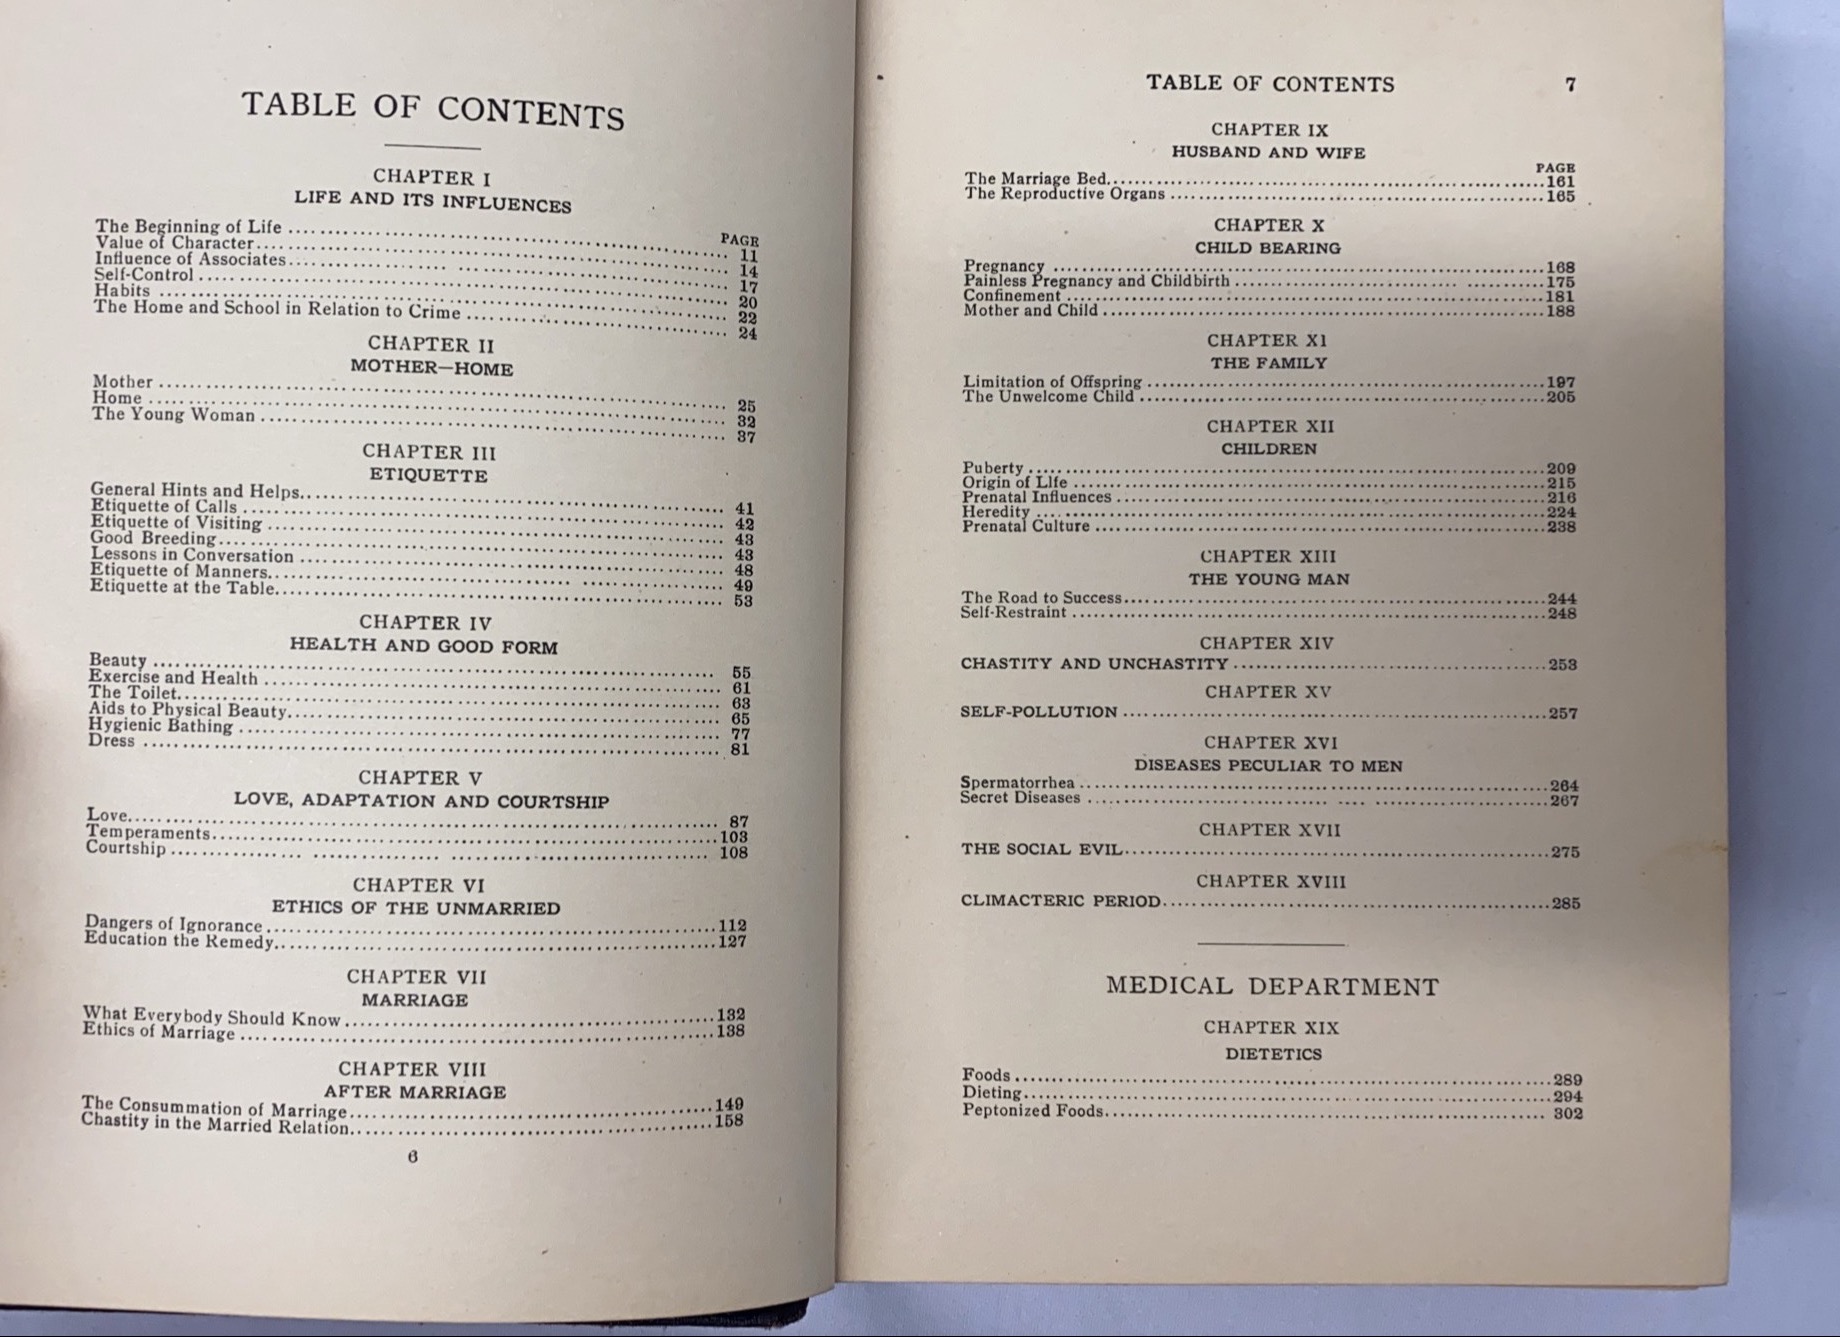 TABLE OF CONTENTS
CHAPTER I
LIFE AND ITS INFLUENCES
PAGE
The Beginning of Life .... 11
Value of Character.... 14
Influence of Associates.... 17
Self-Control .... 20
Habits .... 22
The Home and School in Relation to Crime .... 24
CHAPTER II
MOTHER—HOME
Mother .... 25
Home .... 32
The Young Woman .... 37
CHAPTER III
ETIQUETTE
General Hints and Helps.... 41
Etiquette of Calls .... 42
Etiquette of Visiting .... 43
Good Breeding.... 43
Lessons in Conversation .... 48
Etiquette of Manners.... 49
Etiquette at the Table.... 53
CHAPTER IV
HEALTH AND GOOD FORM
Beauty .... 55
Exercise and Health .... 61
The Toilet.... 63
Aids to Physical Beauty.... 65
Hygienic Bathing .... 77
Dress .... 81
CHAPTER V
LOVE, ADAPTATION AND COURTSHIP
Love.... 87
Temperaments....103
Courtship .... 108
CHAPTER VI
ETHICS OF THE UNMARRIED
Dangers of Ignorance....112
Education the Remedy....127
CHAPTER VII
MARRIAGE
What Everybody Should Know....132
Ethics of Marriage ....138
CHAPTER VIII
AFTER MARRIAGE
The Consummation of Marriage....149
Chastity in the Married Relation....158
6
TABLE OF CONTENTS 7
CHAPTER IX
HUSBAND AND WIFE
PAGE
The Marriage Bed....161
The Reproductive Organs ....165
CHAPTER X
CHILD BEARING
Pregnancy ....168
Painless Pregnancy and Childbirth ....175
Confinement ....181
Mother and Child ....188
CHAPTER X1
THE FAMILY
Limitation of Offspring ....197
The Unwelcome Child ....205
CHAPTER XII
CHILDREN
Puberty ....209
Origin of Life ....215
Prenatal Influences ....216
Heredity ....224
Prenatal Culture ....238
CHAPTER XIII
THE YOUNG MAN
The Road to Success....244
Self-Restraint ....248
CHAPTER XIV
CHASTITY AND UNCHASTITY ....253
CHAPTER XV
SELF-POLLUTION ....257
CHAPTER XVI
DISEASES PECULIAR TO MEN
Spermatorrhea ....264
Secret Diseases ....267
CHAPTER XVII
THE SOCIAL EVIL....275
CHAPTER XVIII
CLIMACTERIC PERIOD....285
MEDICAL DEPARTMENT
CHAPTER XIX
DIETETICS
Foods ....289
Dieting....294
Peptonized Foods.... 302